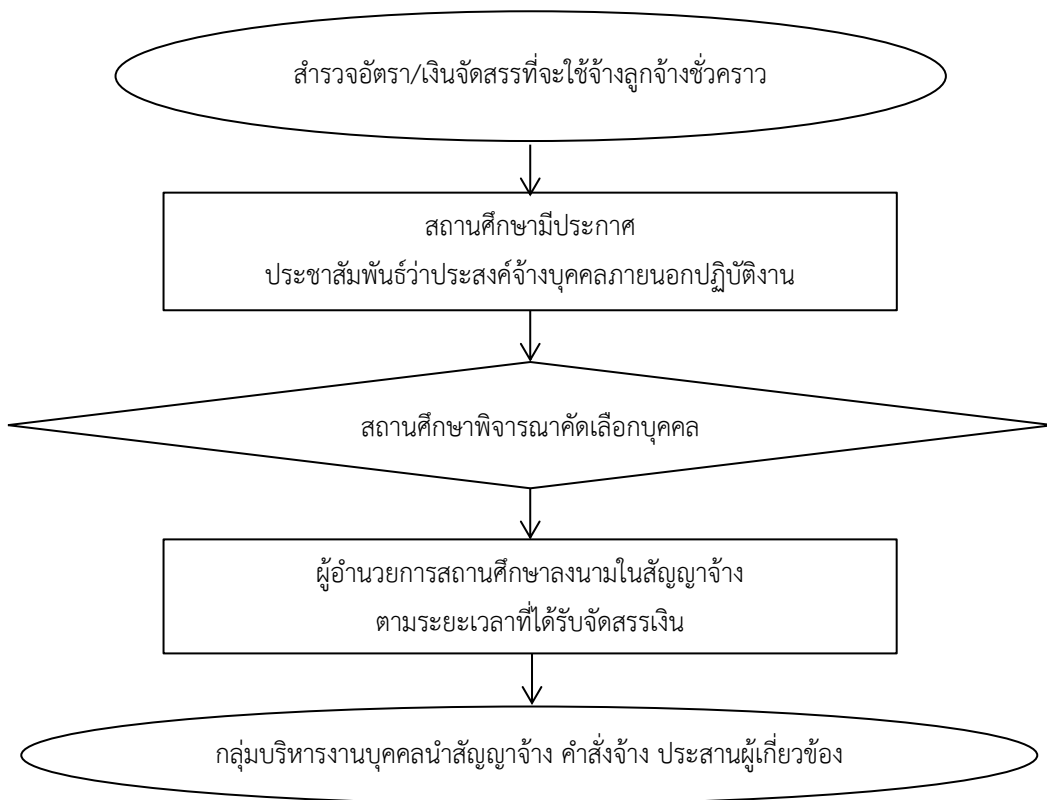 สำรวจอัตรา/เงินจัดสรรที่จะใช้จ้างลูกจ้างชั่วคราว
สถานศึกษามีประกาศ
ประชาสัมพันธ์ว่าประสงค์จ้างบุคคลภายนอกปฏิบัติงาน
สถานศึกษาพิจารณาคัดเลือกบุคคล
ผู้อำนวยการสถานศึกษาลงนามในสัญญาจ้าง
ตามระยะเวลาที่ได้รับจัดสรรเงิน
กลุ่มบริหารงานบุคคลนำสัญญาจ้าง คำสั่งจ้าง ประสานผู้เกี่ยวข้อง